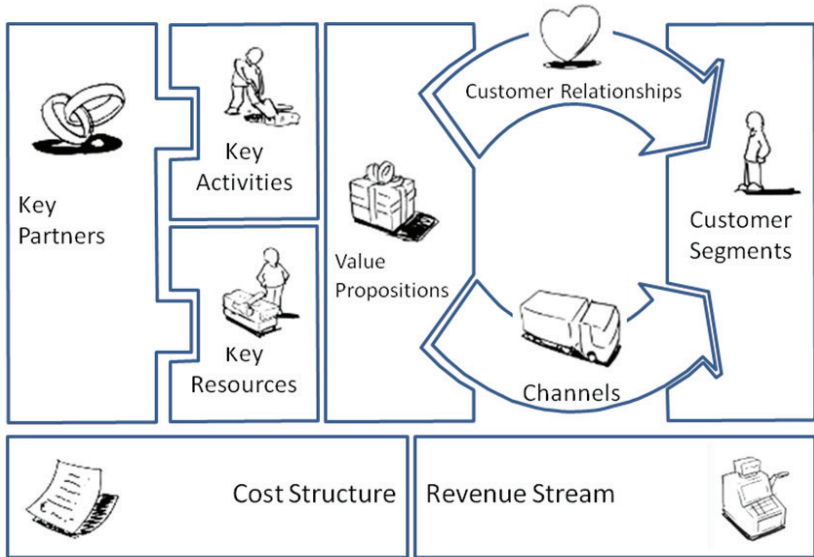 Key
Partners
Key
Activities
Key
Resources
Value
Propositions
Customer Relationships
Channels
Customer
Segments
Cost Structure
Revenue Stream